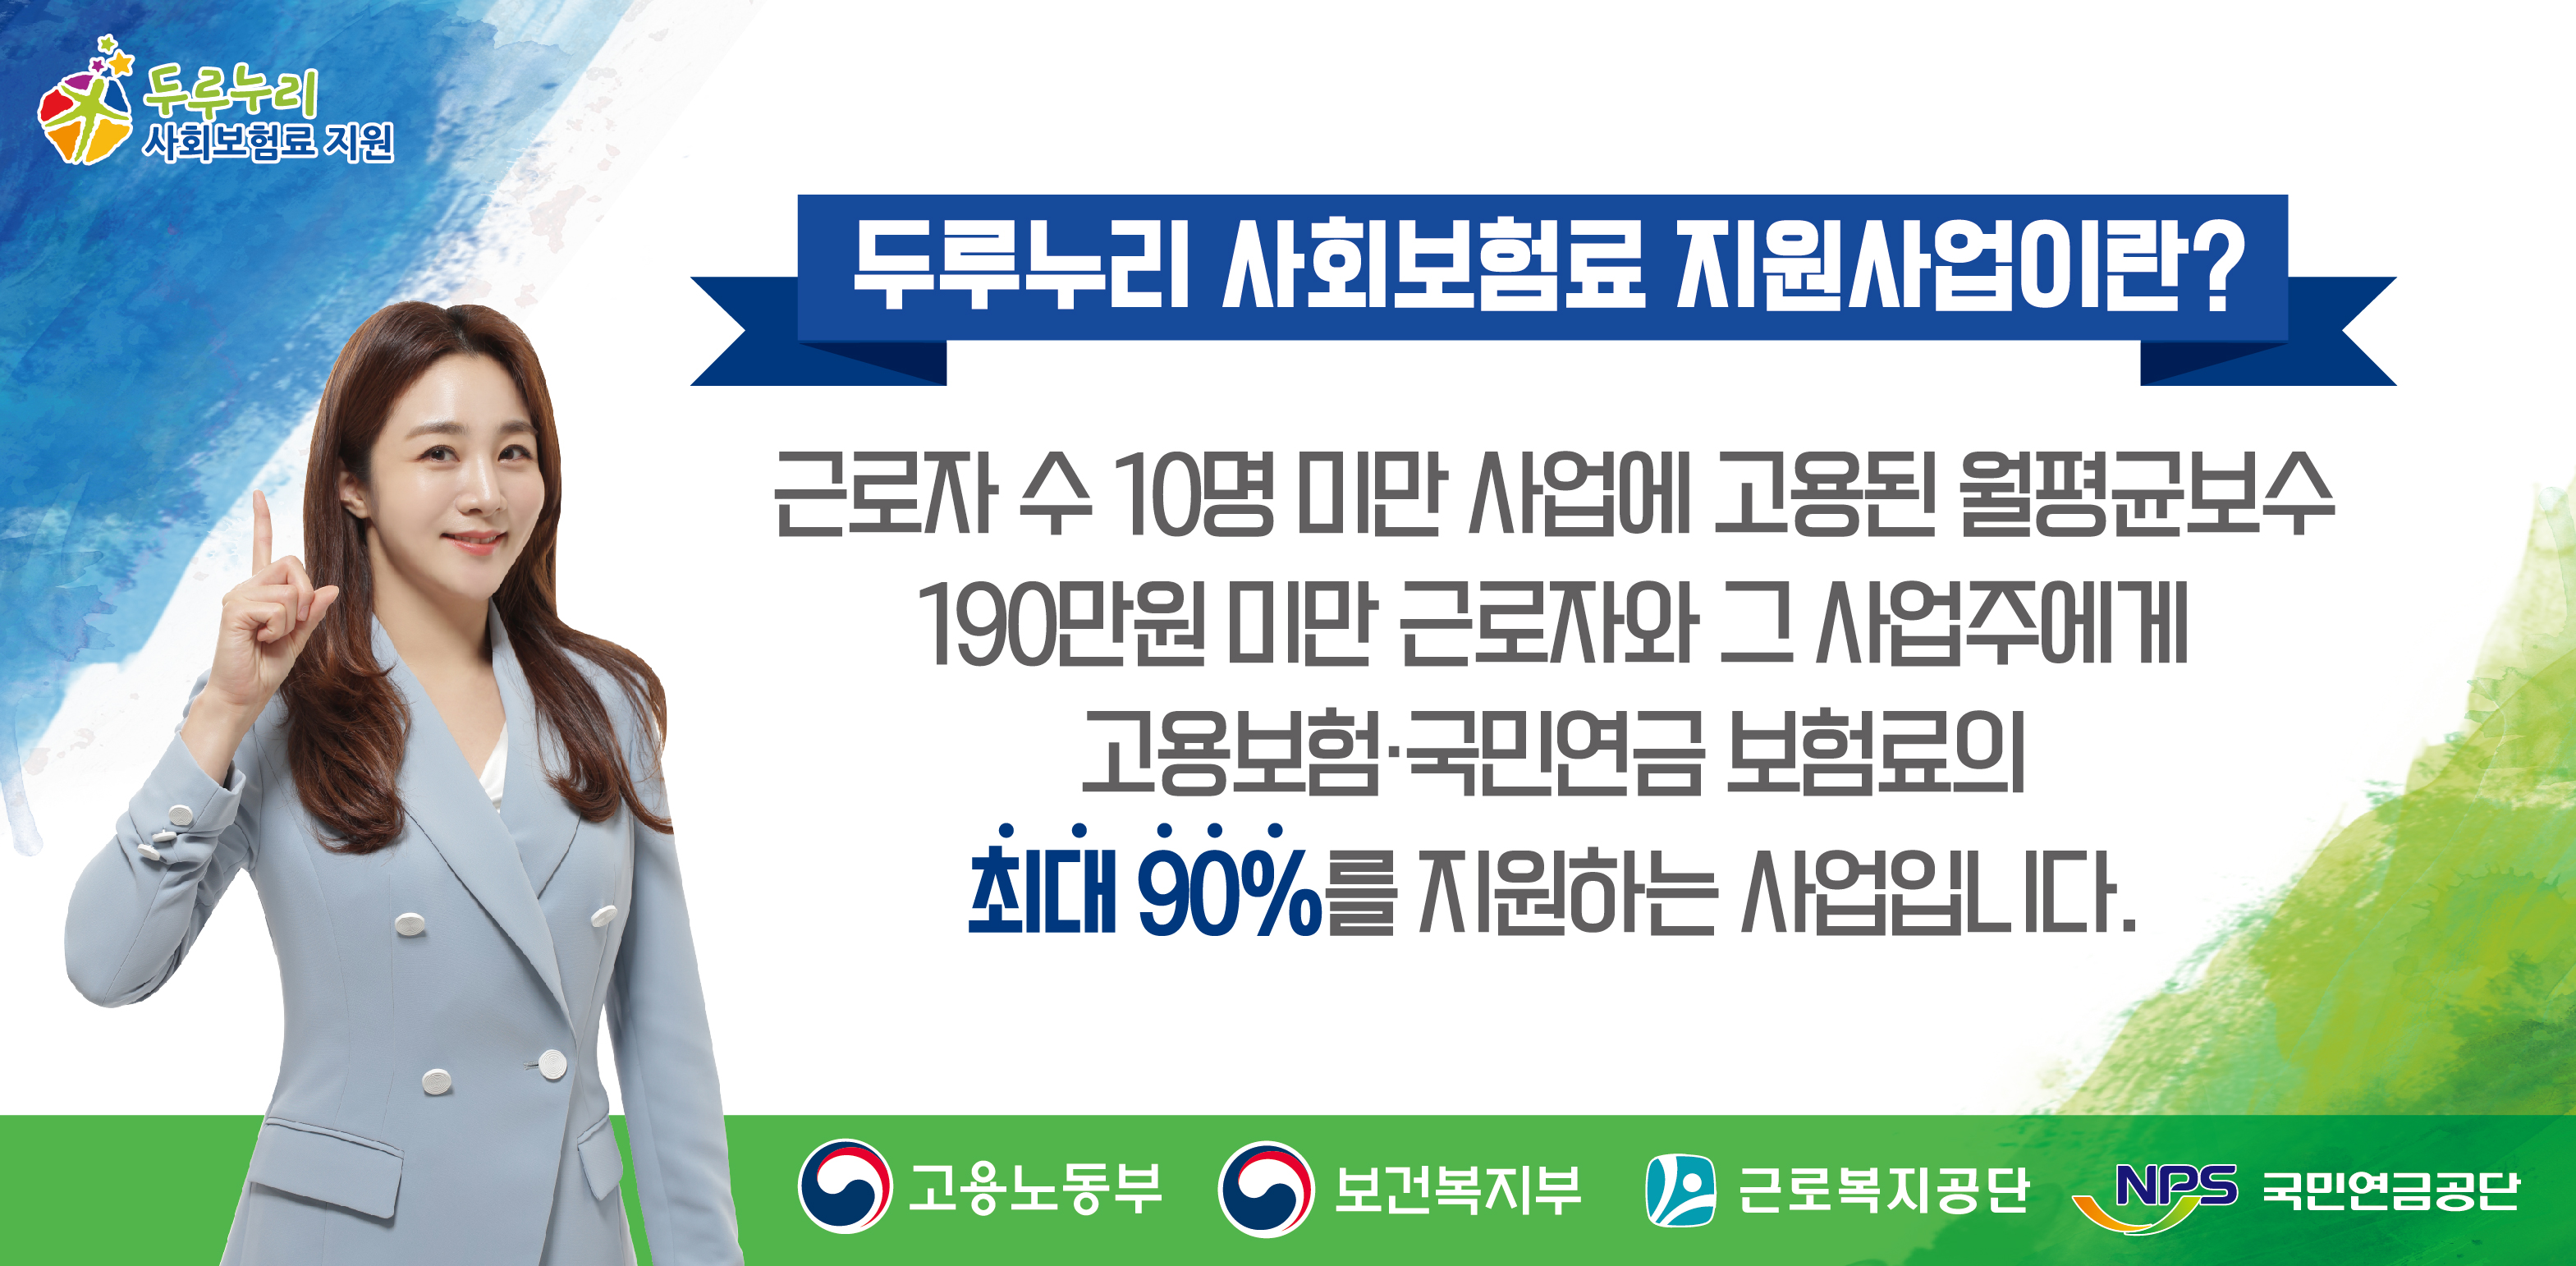 두루누리
사회보험료 지원
두루누리 사회보험료 지원사업이란?
근로자 수 10명 미만 사업에 고용된 월평균보수
190만원 미만 근로자와 그 사업주에게
고용보험·국민연금 보험료의
최대 90%를 지원하는 사업입니다.
고용노동부
보건복지부
근로복지공단
NPS 국민연금공단